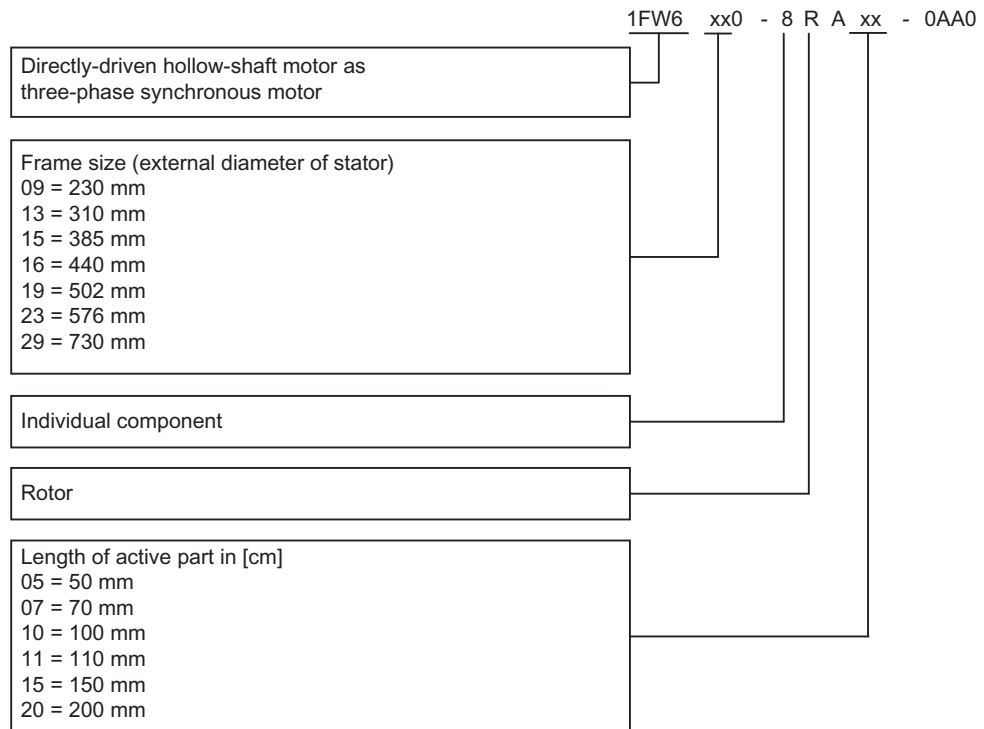 1FW6 xx0 - 8 R A xx - 0AA0
Directly-driven hollow-shaft motor as
three-phase synchronous motor
Frame size (external diameter of stator)
09 = 230 mm
13 = 310 mm
15 = 385 mm
16 = 440 mm
19 = 502 mm
23 = 576 mm
29 = 730 mm
Individual component
Rotor
Length of active part in [cm]
05 = 50 mm
07 = 70 mm
10 = 100 mm
11 = 110 mm
15 = 150 mm
20 = 200 mm